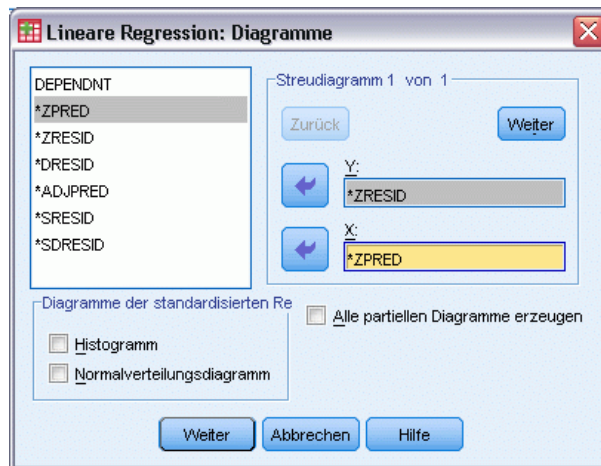 Lineare Regression: Diagramme
DEPENDNT
*ZPRED
*ZRESID
*DRESID
*ADJPRED
*SRESID
*SDRESID
Streudiagramm 1 von 1
Zurück
Weiter
Y:
*ZRESID
X:
*ZPRED
Diagramme der standardisierten Re
Histogramm
Normalverteilungsdiagramm
Alle partiellen Diagramme erzeugen
Weiter
Abbrechen
Hilfe